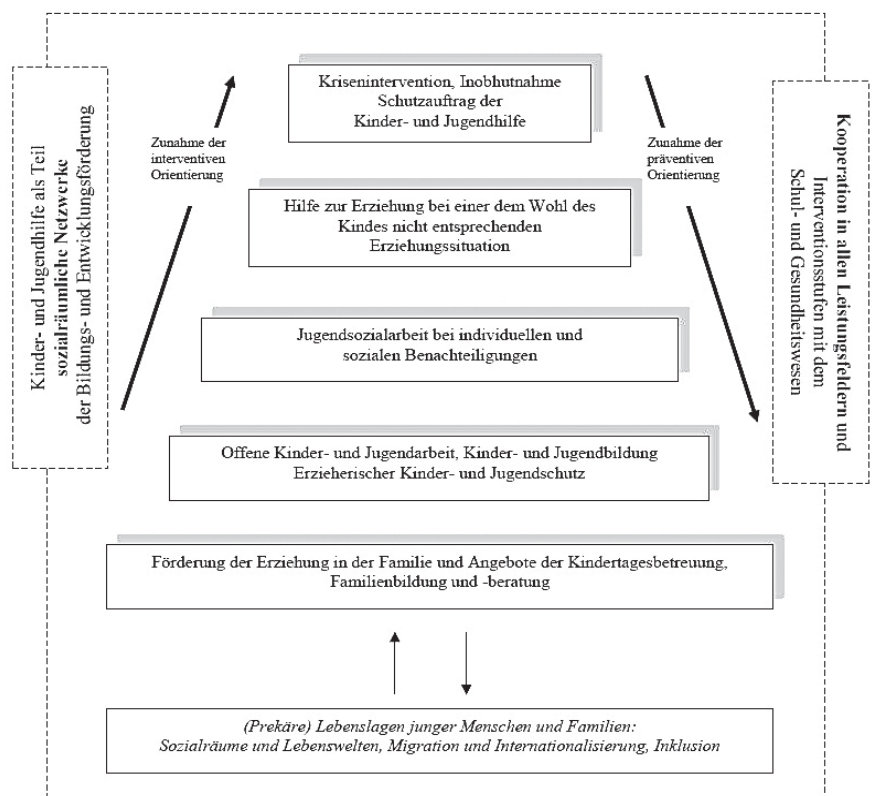 Krisenintervention, Inobhutnahme
Schutzauftrag der
Kinder- und Jugendhilfe
Zunahme der
interventiven
Orientierung
Zunahme der
präventiven
Orientierung
Kinder- und Jugendhilfe als Teil
sozialräumliche Netzwerke
der Bildungs- und Entwicklungsförderung
Kooperation in allen Leistungsfeldern und
Interventionsstufen mit dem
Schul- und Gesundheitswesen
Hilfe zur Erziehung bei einer dem Wohl des
Kindes nicht entsprechenden
Erziehungssituation
Jugendsozialarbeit bei individuellen und
sozialen Benachteiligungen
Offene Kinder- und Jugendarbeit, Kinder- und Jugendbildung
Erzieherischer Kinder- und Jugendschutz
Förderung der Erziehung in der Familie und Angebote der Kindertagesbetreuung,
Familienbildung und -beratung
(Prekäre) Lebenslagen junger Menschen und Familien:
Sozialräume und Lebenswelten, Migration und Internationalisierung, Inklusion